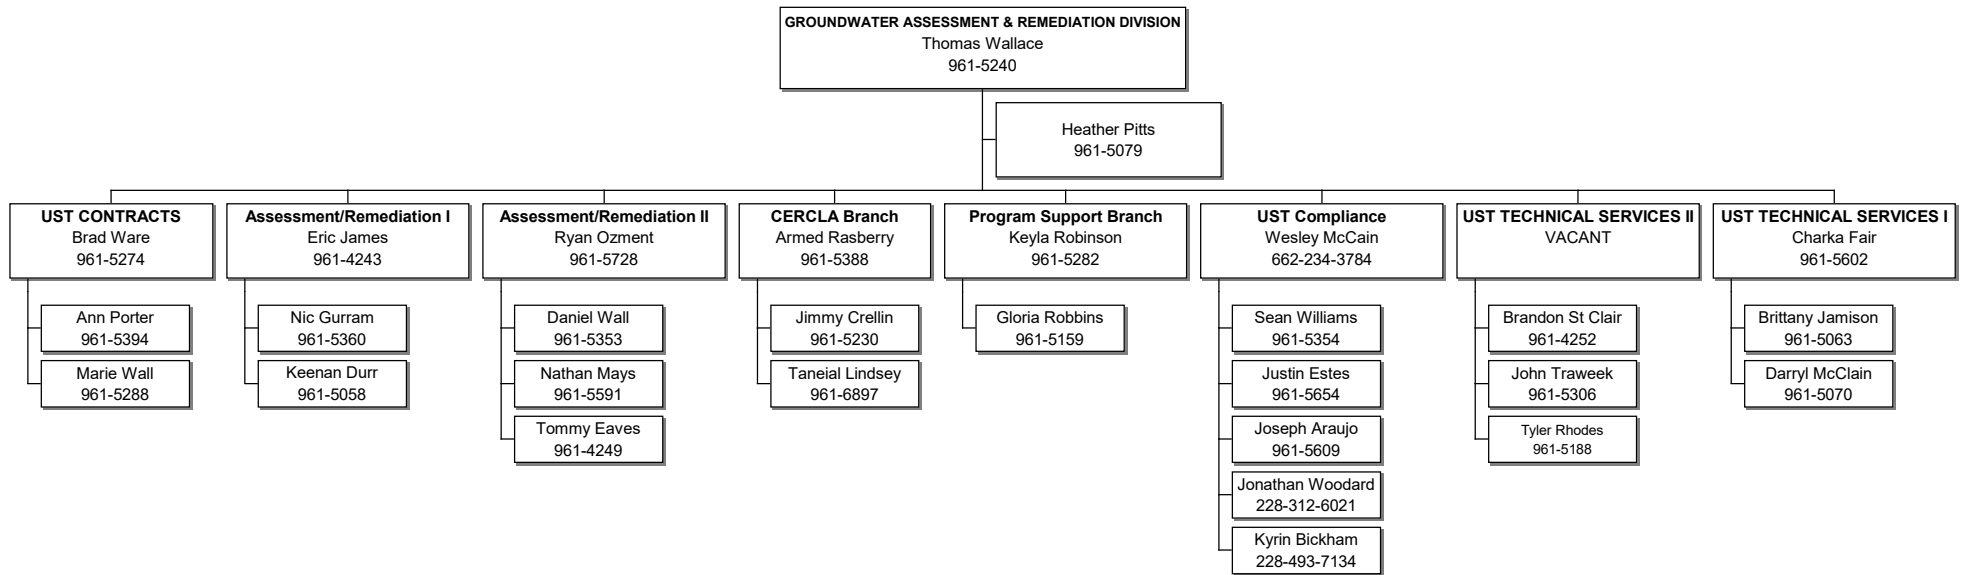 GROUNDWATER ASSESSMENT & REMEDIATION DIVISION
Thomas Wallace
961-5240
Heather Pitts
961-5079
UST CONTRACTS
Brad Ware
961-5274
Ann Porter
961-5394
Marie Wall
961-5288
Assessment/Remediation I
Eric James
961-4243
Nic Gurram
961-5360
Keenan Durr
961-5058
Assessment/Remediation II
Ryan Ozment
961-5728
Daniel Wall
961-5353
Nathan Mays
961-5591
Tommy Eaves
961-4249
CERCLA Branch
Armed Rasberry
961-5388
Jimmy Crellin
961-5230
Taneial Lindsey
961-6897
Program Support Branch
Keyla Robinson
961-5282
Gloria Robbins
961-5159
UST Compliance
Wesley McCain
662-234-3784
Sean Williams
961-5354
Justin Estes
961-5654
Joseph Araujo
961-5609
Jonathan Woodard
228-312-6021
Kyrin Bickham
228-493-7134
UST TECHNICAL SERVICES II
VACANT
Brandon St Clair
961-4252
John Traweek
961-5306
Tyler Rhodes
961-5188
UST TECHNICAL SERVICES I
Charka Fair
961-5602
Brittany Jamison
961-5063
Darryl McClain
961-5070